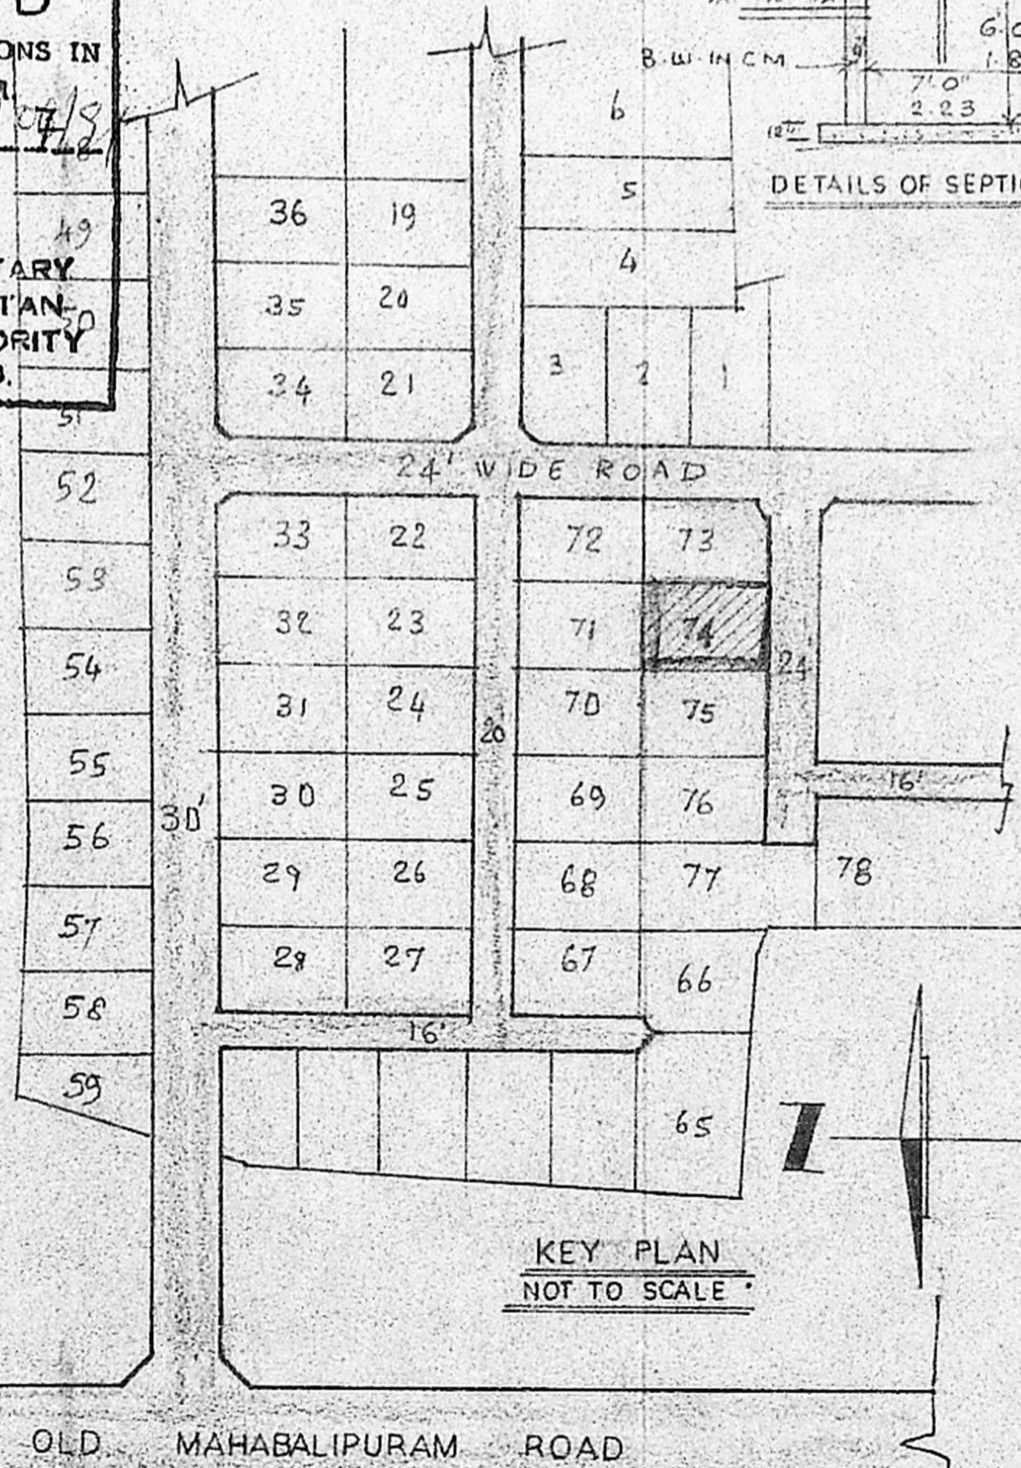 D
ONS IN
B.W. IN CM
9"
7'.0"
2.23
DETAILS OF SEPTI
TARY
TAN-
ORITY
49
50
51
52
53
54
55
56
57
58
59
36 19
35 20
34 21
6
5
4
3 2 1
24' WIDE ROAD
33 22 72 73
32 23 71 74
31 24 70 75
30 25 69 76
29 26 68 77 78
28 27 67 66
30'
20
24
16'
16'
65
KEY PLAN
NOT TO SCALE
OLD MAHABALIPURAM ROAD